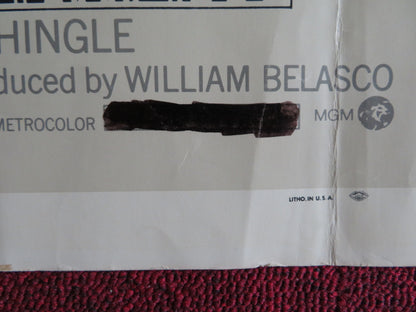 HINGLE
duced by WILLIAM BELASCO
METROCOLOR MGM
LITHO. IN U.S.A.